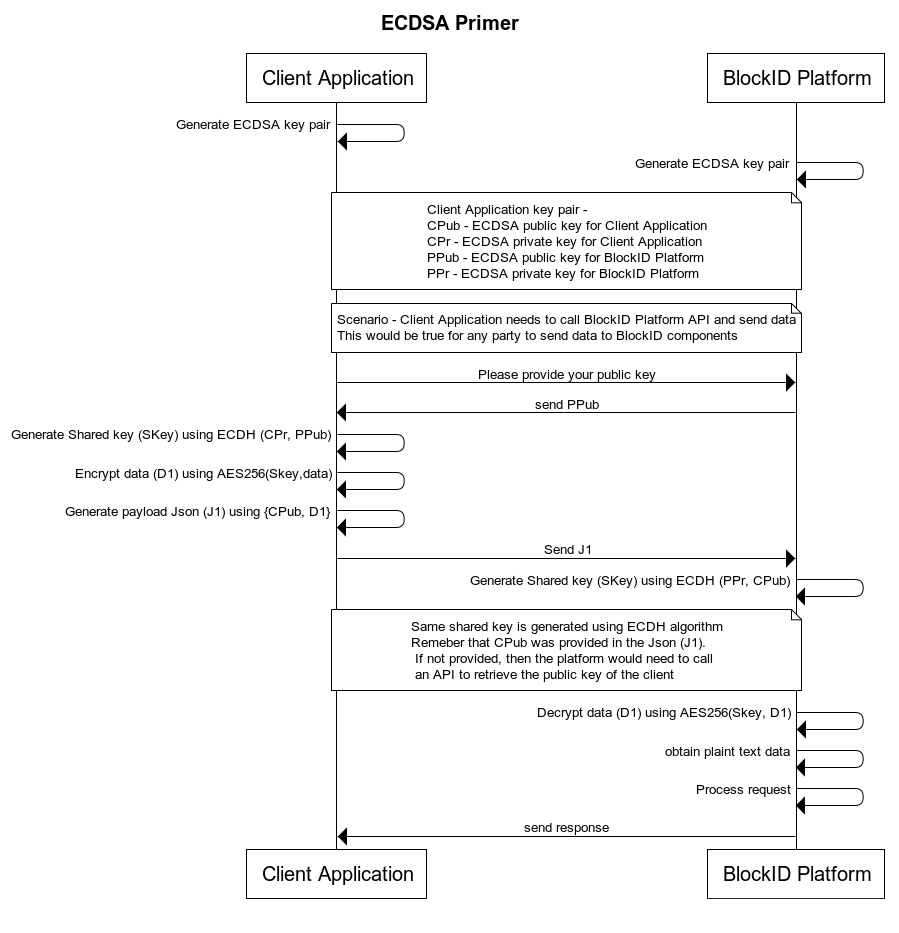 ECDSA Primer
Client Application
BlockID Platform
Generate ECDSA key pair
Generate ECDSA key pair
Client Application key pair -
CPub - ECDSA public key for Client Application
CPr - ECDSA private key for Client Application
PPub - ECDSA public key for BlockID Platform
PPr - ECDSA private key for BlockID Platform
Scenario - Client Application needs to call BlockID Platform API and send data
This would be true for any party to send data to BlockID components
Please provide your public key
send PPub
Generate Shared key (SKey) using ECDH (CPr, PPub)
Encrypt data (D1) using AES256(Skey,data)
Generate payload Json (J1) using {CPub, D1}
Send J1
Generate Shared key (SKey) using ECDH (PPr, CPub)
Same shared key is generated using ECDH algorithm
Remeber that CPub was provided in the Json (J1).
If not provided, then the platform would need to call
an API to retrieve the public key of the client
Decrypt data (D1) using AES256(Skey, D1)
obtain plaint text data
Process request
send response
Client Application
BlockID Platform